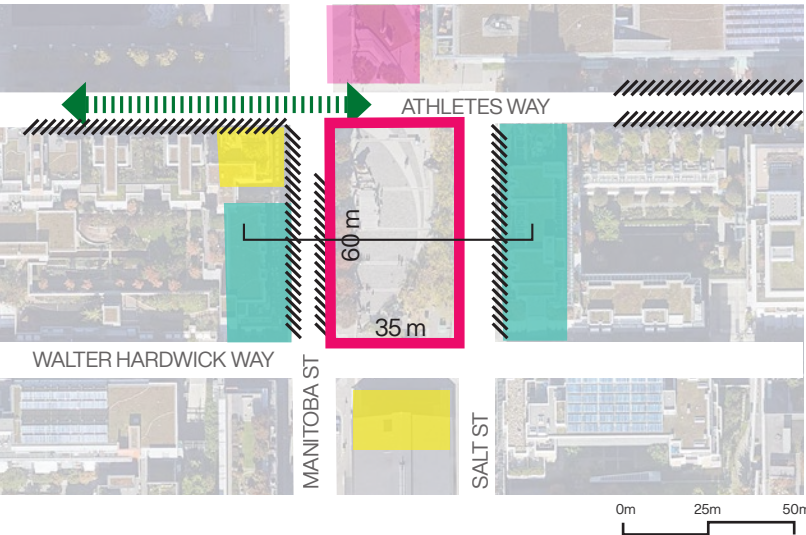 ATHLETES WAY
60 m
35 m
WALTER HARDWICK WAY
MANITOBA ST
SALT ST
0m 25m 50m